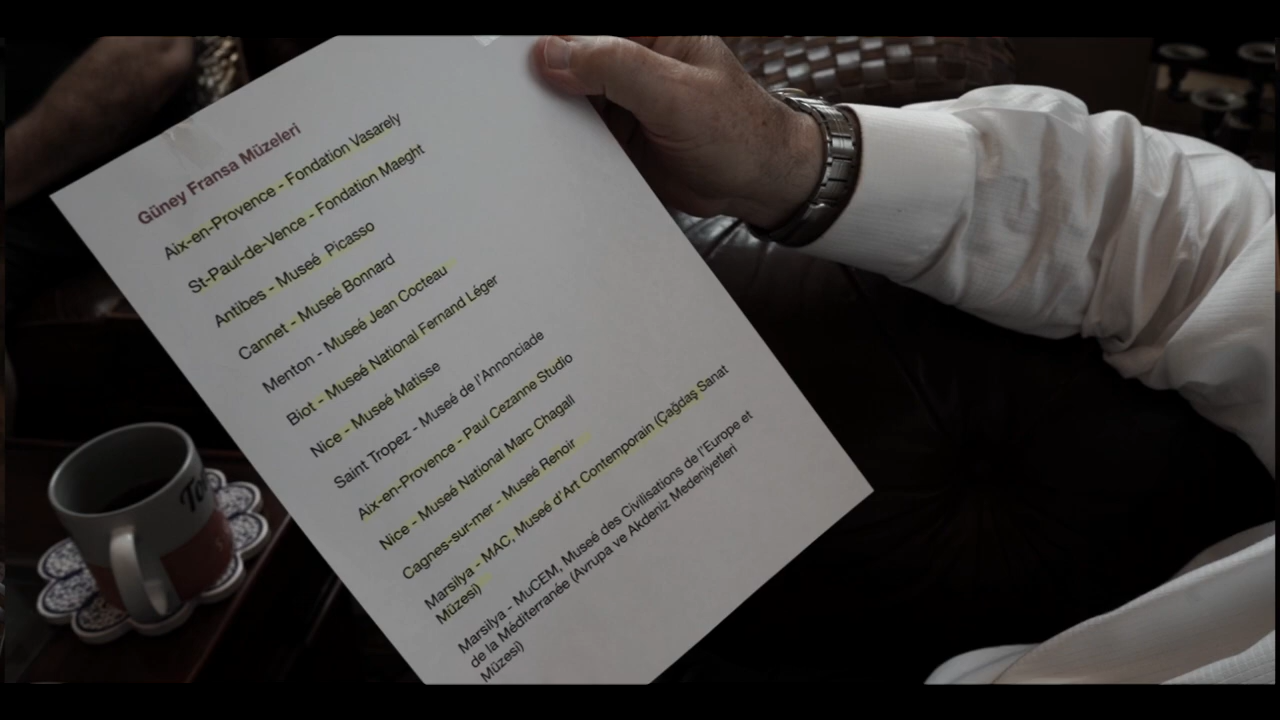 Güney Fransa Müzeleri
Aix-en-Provence - Fondation Vasarely
St-Paul-de-Vence - Fondation Maeght
Antibes - Museé Picasso
Cannet - Museé Bonnard
Menton - Museé Jean Cocteau
Biot - Museé National Fernand Léger
Nice - Museé Matisse
Saint Tropez - Museé de l'Annonciade
Aix-en-Provence - Paul Cezanne Studio
Nice - Museé National Marc Chagall
Cagnes-sur-mer - Museé Renoir
Marsilya - MAC, Museé d'Art Contemporain (Çağdaş Sanat
Müzesi)
Marsilya - MuCEM, Museé des Civilisations de l'Europe et
de la Méditerranée (Avrupa ve Akdeniz Medeniyetleri
Müzesi)